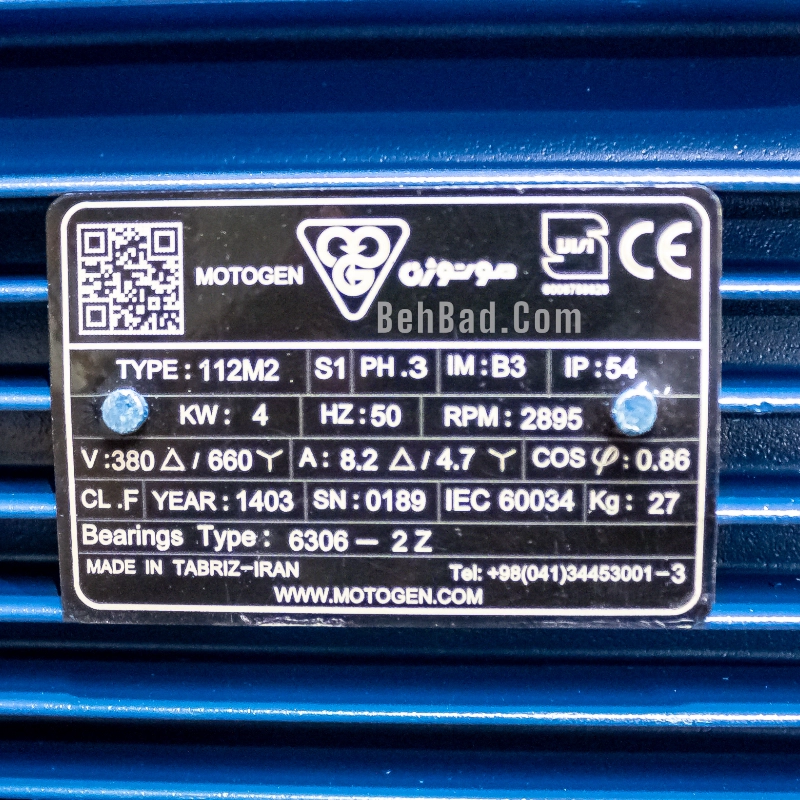 MOTOGEN موتوژن CE
BehBad.Com
TYPE : 112M2 S1 PH .3 IM : B3 IP : 54
KW : 4 HZ : 50 RPM : 2895
V : 380 △ / 660 Y A : 8.2 △ / 4.7 Y COS φ : 0.86
CL .F YEAR : 1403 SN : 0189 IEC 60034 Kg : 27
Bearings Type : 6306 – 2 Z
MADE IN TABRIZ-IRAN Tel: +98(041)34453001-3
WWW.MOTOGEN.COM